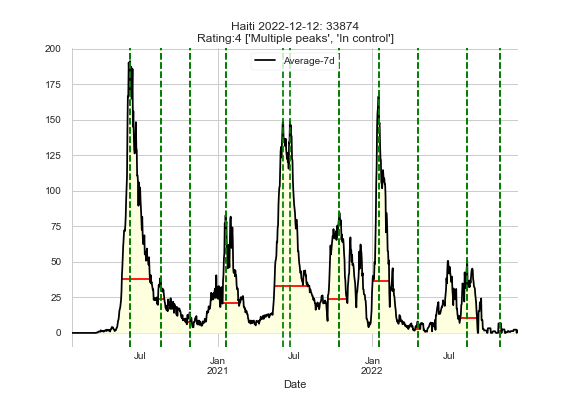 Haiti 2022-12-12: 33874
Rating:4 ['Multiple peaks', 'In control']
Average-7d
200
175
150
125
100
75
50
25
0
Jul
Jan
2021
Jul
Jan
2022
Jul
Date